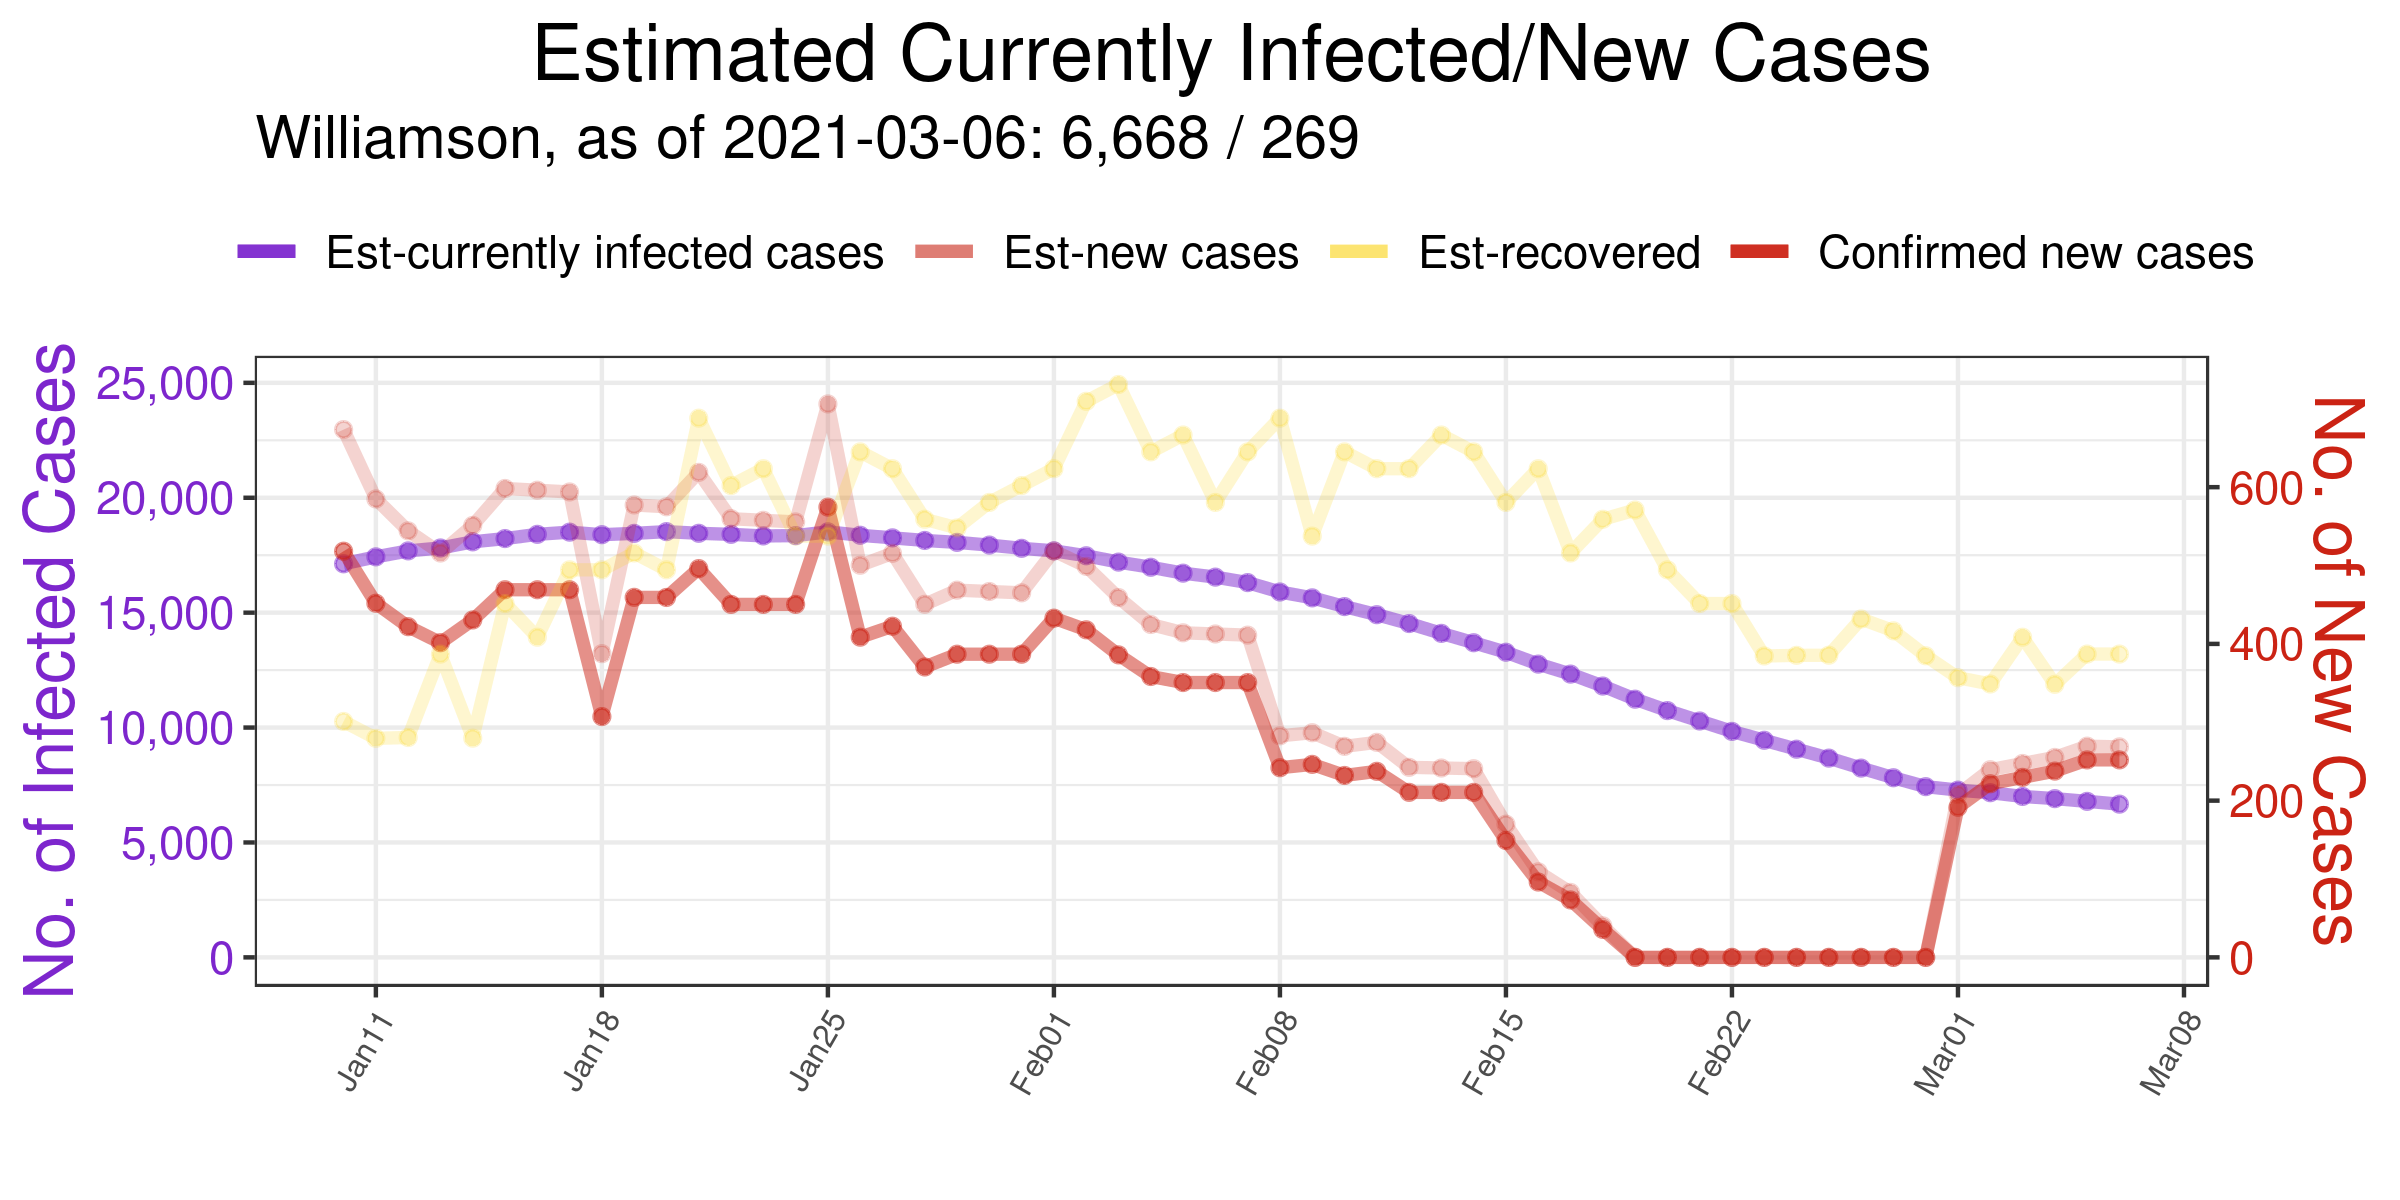 Estimated Currently Infected/New Cases
Williamson, as of 2021-03-06: 6,668 / 269
Est-currently infected cases Est-new cases Est-recovered Confirmed new cases
No. of Infected Cases
25,000
20,000
15,000
10,000
5,000
0
No. of New Cases
600
400
200
0
Jan11 Jan18 Jan25 Feb01 Feb08 Feb15 Feb22 Mar01 Mar08